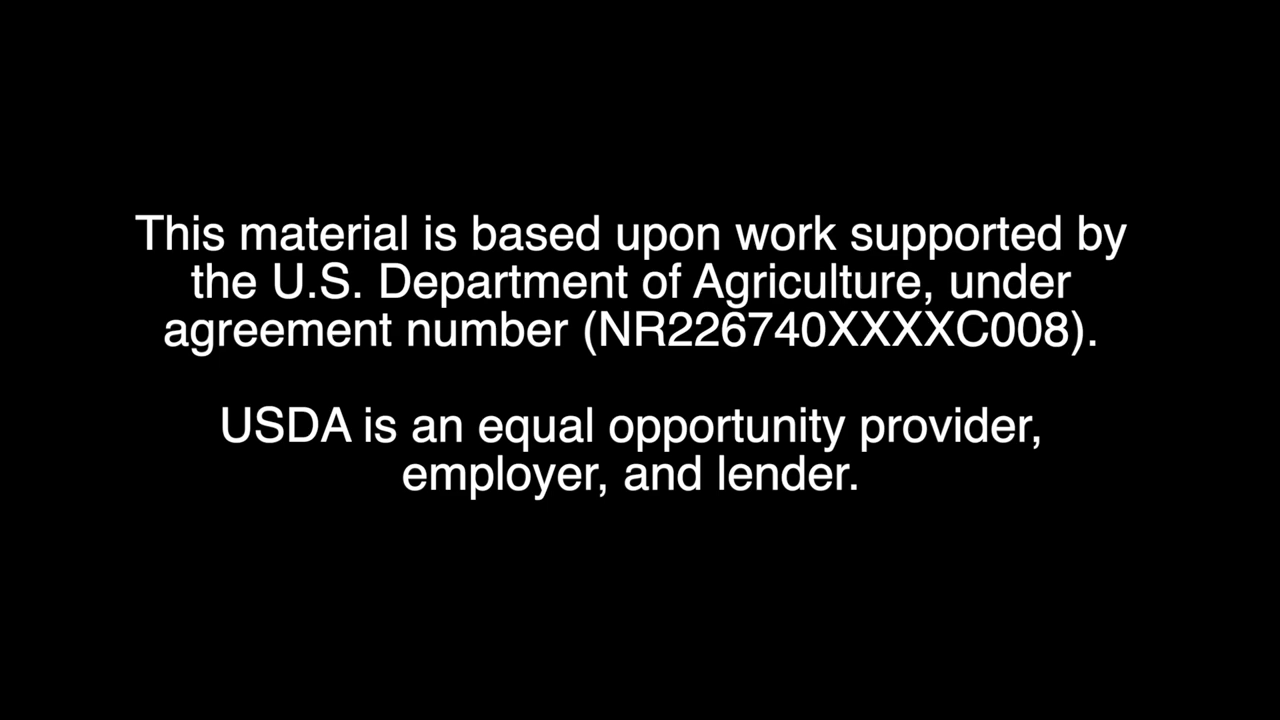 This material is based upon work supported by
the U.S. Department of Agriculture, under
agreement number (NR226740XXXXC008).
USDA is an equal opportunity provider,
employer, and lender.